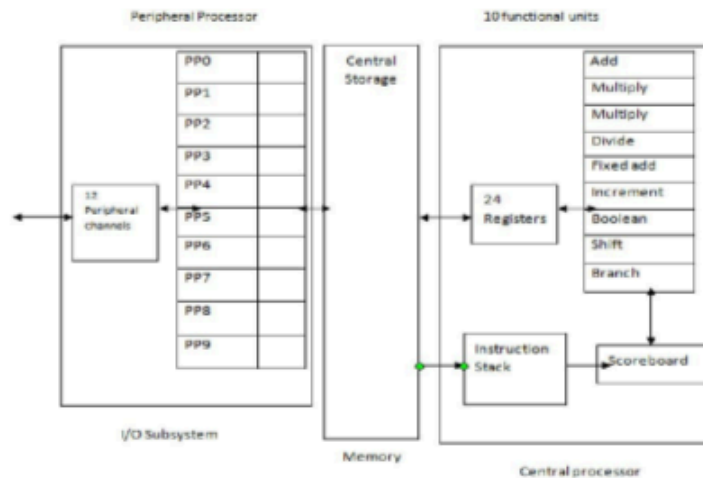 Peripheral Processor
10 functional units
PP0
PP1
PP2
PP3
PP4
PP5
PP6
PP7
PP8
PP9
12
Peripheral
channels
I/O Subsystem
Central
Storage
Memory
24
Registers
Add
Multiply
Multiply
Divide
Fixed add
Increment
Boolean
Shift
Branch
Instruction
Stack
Scoreboard
Central processor